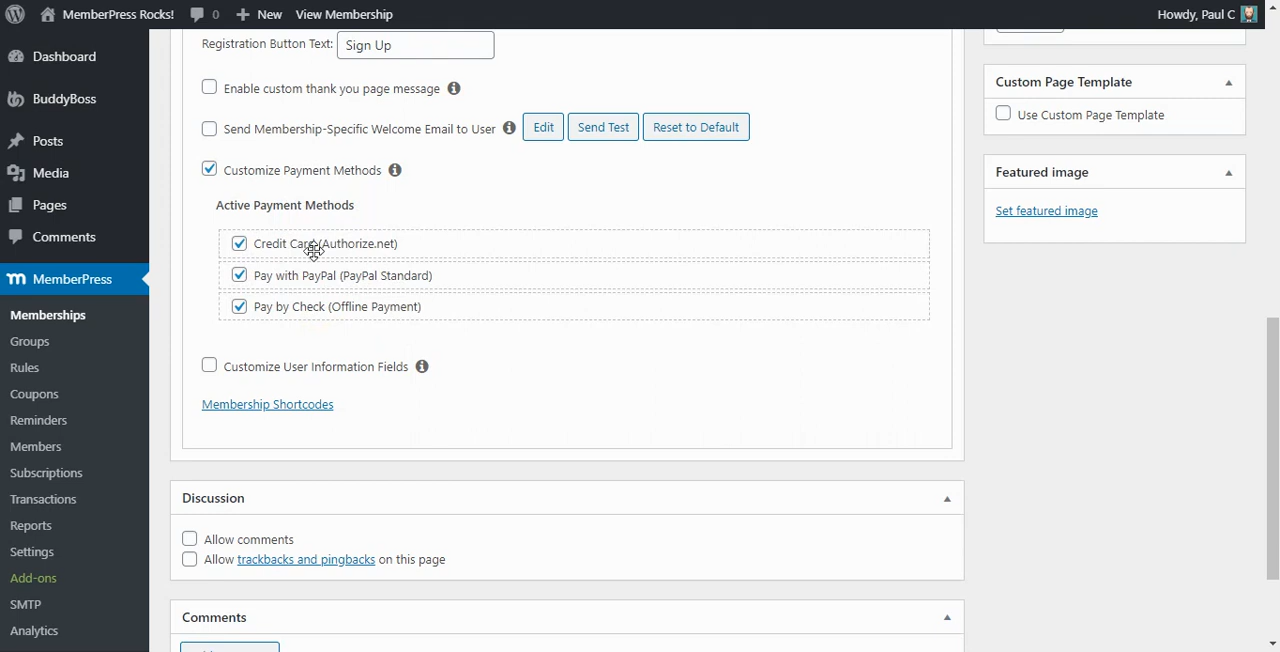 MemberPress Rocks! 0 New View Membership Howdy, Paul C
Dashboard
BuddyBoss
Posts
Media
Pages
Comments
MemberPress
Memberships
Groups
Rules
Coupons
Reminders
Members
Subscriptions
Transactions
Reports
Settings
Add-ons
SMTP
Analytics
Registration Button Text: Sign Up
Enable custom thank you page message
Send Membership-Specific Welcome Email to User Edit Send Test Reset to Default
Customize Payment Methods
Active Payment Methods
Credit Card (Authorize.net)
Pay with PayPal (PayPal Standard)
Pay by Check (Offline Payment)
Customize User Information Fields
Membership Shortcodes
Discussion
Allow comments
Allow trackbacks and pingbacks on this page
Comments
Custom Page Template
Use Custom Page Template
Featured image
Set featured image